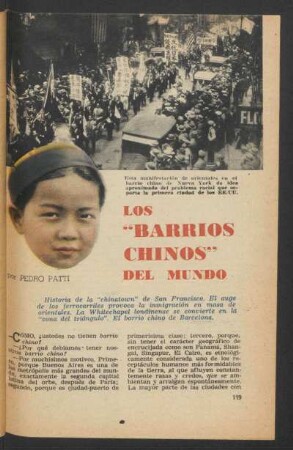 Esta manifestación de orientales en el
barrio chino de Nueva York da idea
aproximada del problema racial que so-
porta la primera ciudad de los EE.UU.
LOS
"BARRIOS
CHINOS"
DEL MUNDO
por PEDRO PATTI
Historia de la "chinatown" de San Francisco. El auge
de los ferrocarriles provoca la inmigración en masa de
orientales. La Whitechapel londinense se convierte en la
"zona del triángulo". El barrio chino de Barcelona.
¿COMO, ¿ustedes no tienen barrio
chino?
—¿Por qué debíamos tener nos-
otros barrio chino?
—Por muchísimos motivos. Prime-
ro, porque Buenos Aires es una de
las metrópolis más grandes del mun-
do, exactamente la segunda capital
latina del orbe, después de París;
segundo, porque es ciudad-puerto de
primerísima clase; tercero, porque,
sin tener el carácter geográfico de
encrucijada como son Panamá, Shan-
gai, Singapur, El Cairo, es etnológi-
camente considerada uno de los re-
cipientes humanos más formidables
de la tierra, al que afluyen constan-
temente razas y credos, que se am-
bientan y arraigan espontáneamente.
La mayor parte de las ciudades con
119